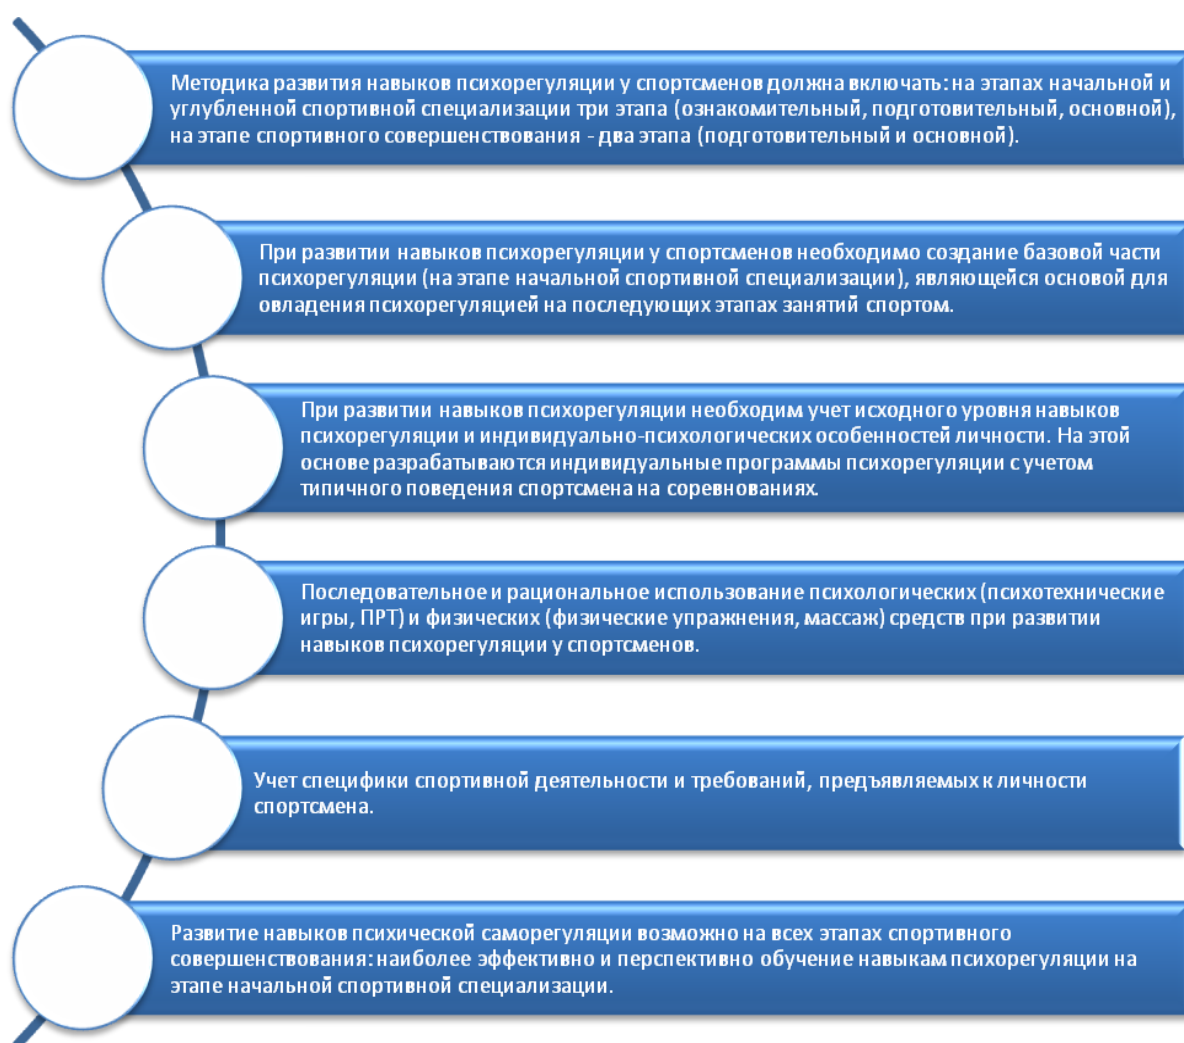 Методика развития навыков психорегуляции у спортсменов должна включать: на этапах начальной и
углубленной спортивной специализации три этапа (ознакомительный, подготовительный, основной),
на этапе спортивного совершенствования - два этапа (подготовительный и основной).
При развитии навыков психорегуляции у спортсменов необходимо создание базовой части
психорегуляции (на этапе начальной спортивной специализации), являющейся основой для
овладения психорегуляцией на последующих этапах занятий спортом.
При развитии навыков психорегуляции необходим учет исходного уровня навыков
психорегуляции и индивидуально-психологических особенностей личности. На этой
основе разрабатываются индивидуальные программы психорегуляции с учетом
типичного поведения спортсмена на соревнованиях.
Последовательное и рациональное использование психологических (психотехнические
игры, ПРТ) и физических (физические упражнения, массаж) средств при развитии
навыков психорегуляции у спортсменов.
Учет специфики спортивной деятельности и требований, предъявляемых к личности
спортсмена.
Развитие навыков психической саморегуляции возможно на всех этапах спортивного
совершенствования: наиболее эффективно и перспективно обучение навыкам психорегуляции на
этапе начальной спортивной специализации.